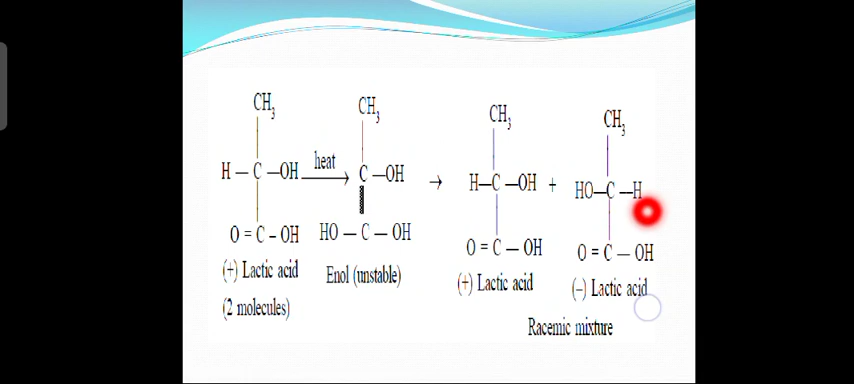 CH3 CH3 CH3 CH3
H – C – OH heat → C – OH → H–C –OH + HO–C –H
O = C – OH HO – C – OH O = C – OH O = C – OH
(+) Lactic acid Enol (unstable) (+) Lactic acid (–) Lactic acid
(2 molecules)
Racemic mixture